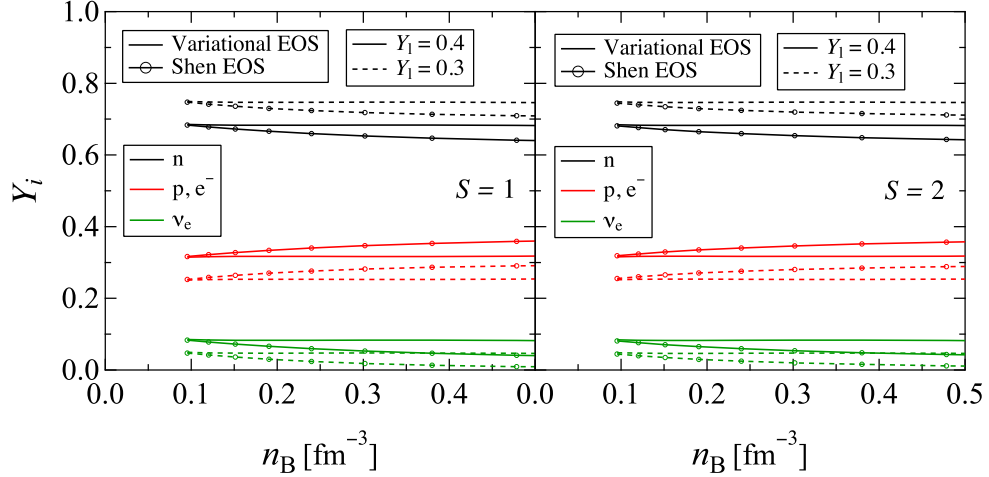 1.0
0.8
0.6
0.4
0.2
0.0
Y_i
Variational EOS
Shen EOS
Y_l = 0.4
Y_l = 0.3
n
p, e⁻
ν_e
S = 1
0.0
0.1
0.2
0.3
0.4
0.0
n_B [fm⁻³]
Variational EOS
Shen EOS
Y_l = 0.4
Y_l = 0.3
n
p, e⁻
ν_e
S = 2
0.1
0.2
0.3
0.4
0.5
n_B [fm⁻³]